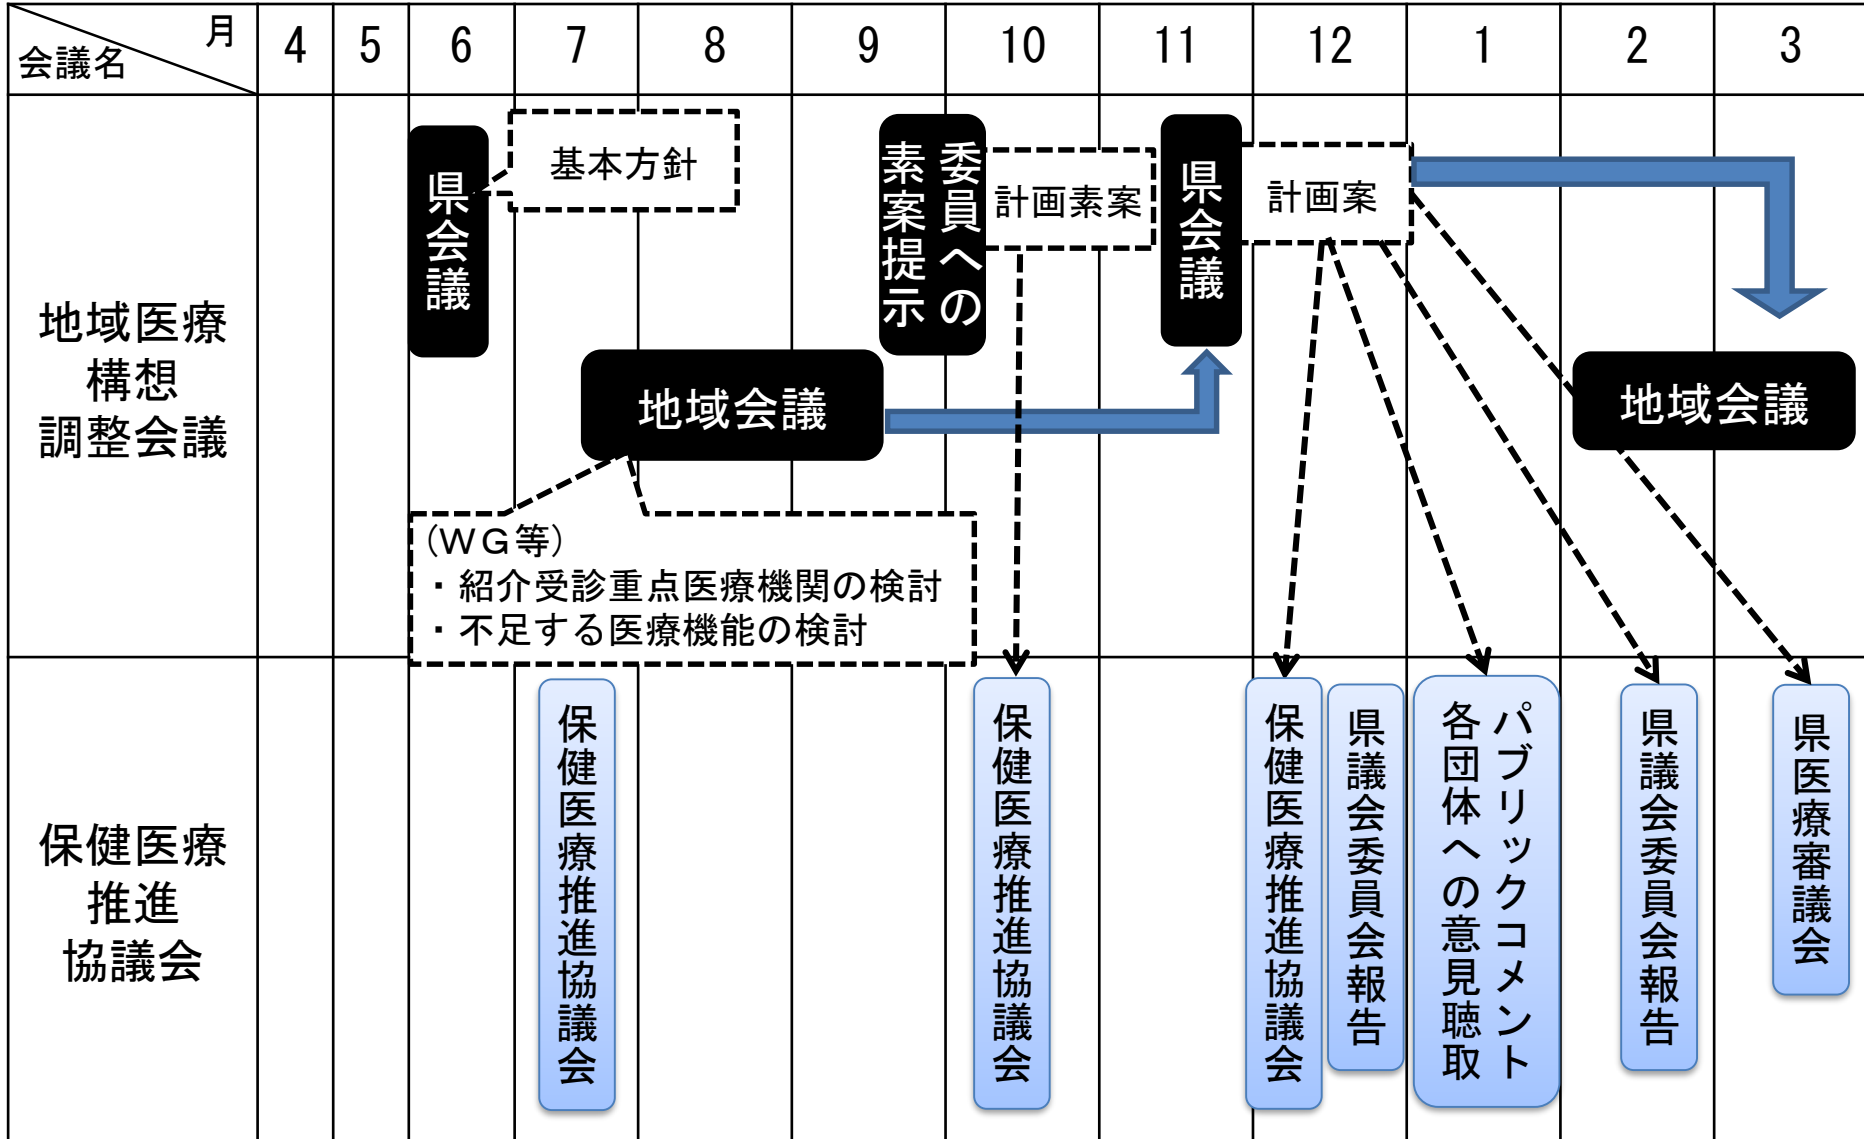 月
会議名
4
5
6
7
8
9
10
11
12
1
2
3
地域医療
構想
調整会議
県会議
基本方針
委員への
素案提示
計画素案
県会議
計画案
地域会議
地域会議
(ＷＧ等)
・紹介受診重点医療機関の検討
・不足する医療機能の検討
保健医療
推進
協議会
保健医療推進協議会
保健医療推進協議会
保健医療推進協議会
県議会委員会報告
パブリックコメント
各団体への意見聴取
県議会委員会報告
県医療審議会